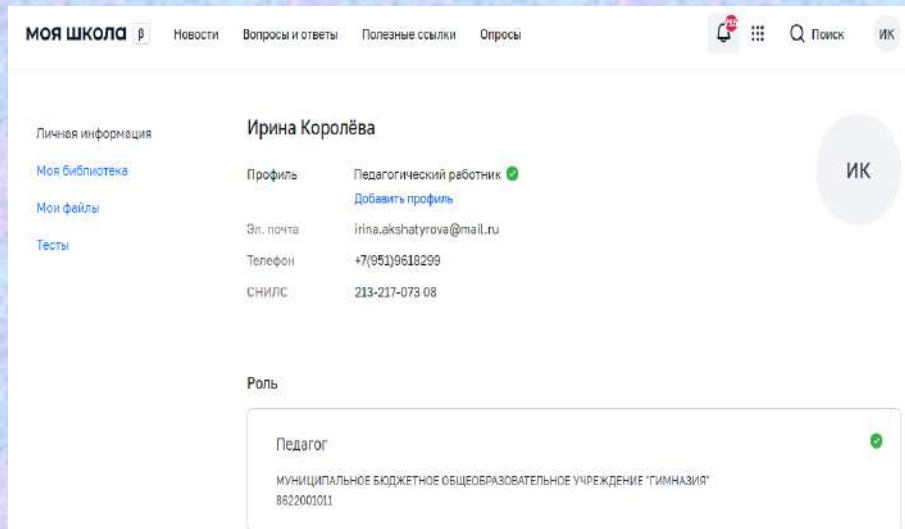 моя школа β Новости Вопросы и ответы Полезные ссылки Опросы Поиск ИК
Личная информация
Моя библиотека
Мои файлы
Тесты
Ирина Королёва
ИК
Профиль Педагогический работник
Добавить профиль
Эл. почта irina.akshatyrova@mail.ru
Телефон +7(951)9618299
СНИЛС 213-217-073 08
Роль
Педагог
МУНИЦИПАЛЬНОЕ БЮДЖЕТНОЕ ОБЩЕОБРАЗОВАТЕЛЬНОЕ УЧРЕЖДЕНИЕ "ГИМНАЗИЯ"
8622001011